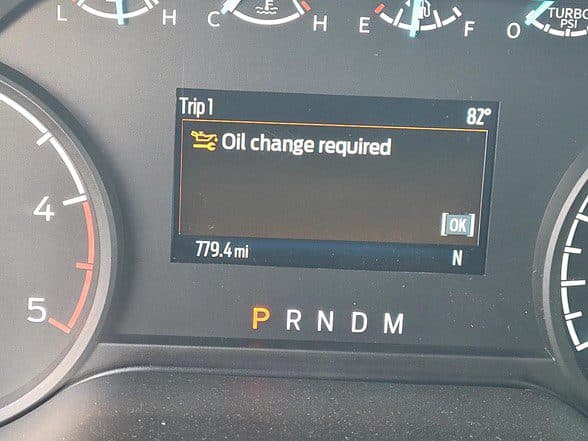 L H C H E F O TURBO
PSI
Trip 1 82°
Oil change required
OK
779.4 mi N
4
5
P R N D M